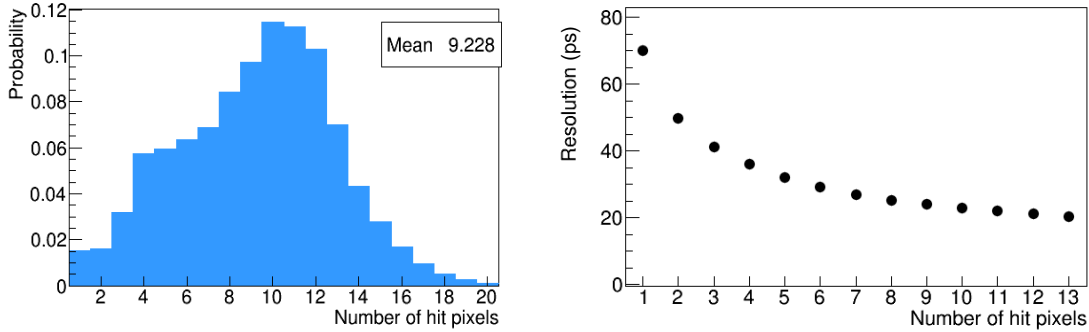 Probability
0.12
0.1
0.08
0.06
0.04
0.02
0
Mean 9.228
2 4 6 8 10 12 14 16 18 20
Number of hit pixels
Resolution (ps)
80
60
40
20
0
1 2 3 4 5 6 7 8 9 10 11 12 13
Number of hit pixels